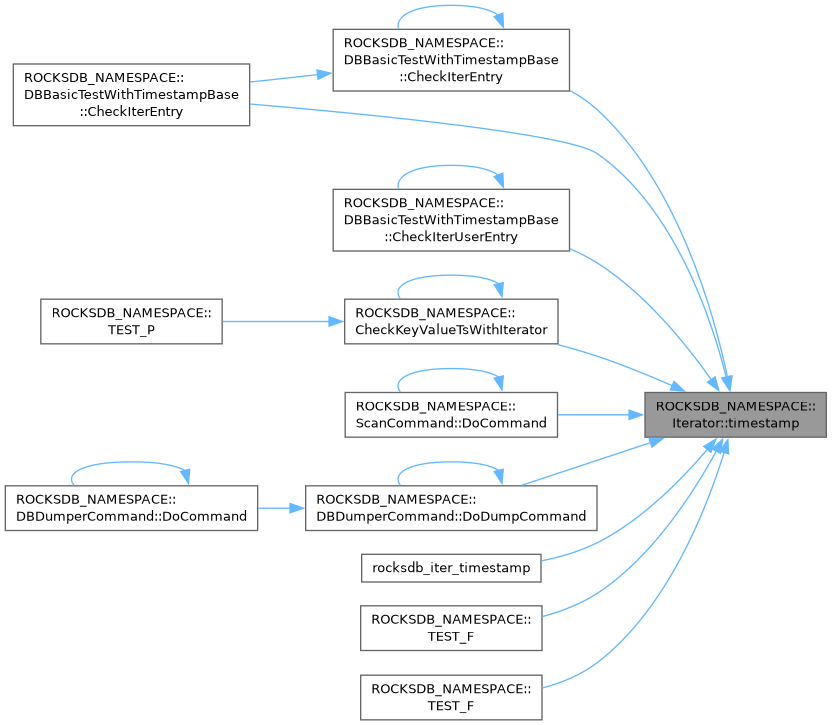 ROCKSDB_NAMESPACE::
DBBasicTestWithTimestampBase
::CheckIterEntry
ROCKSDB_NAMESPACE::
DBBasicTestWithTimestampBase
::CheckIterEntry
ROCKSDB_NAMESPACE::
DBBasicTestWithTimestampBase
::CheckIterUserEntry
ROCKSDB_NAMESPACE::
TEST_P
ROCKSDB_NAMESPACE::
CheckKeyValueTsWithIterator
ROCKSDB_NAMESPACE::
ScanCommand::DoCommand
ROCKSDB_NAMESPACE::
Iterator::timestamp
ROCKSDB_NAMESPACE::
DBDumperCommand::DoCommand
ROCKSDB_NAMESPACE::
DBDumperCommand::DoDumpCommand
rocksdb_iter_timestamp
ROCKSDB_NAMESPACE::
TEST_F
ROCKSDB_NAMESPACE::
TEST_F